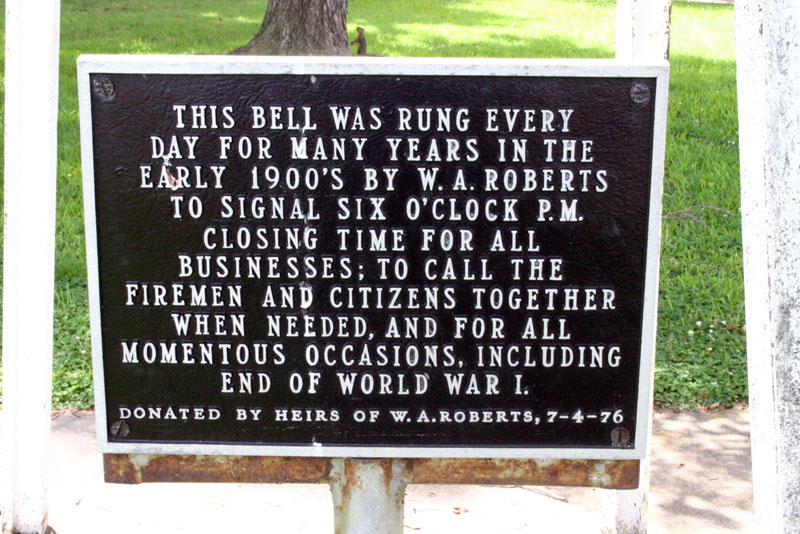 THIS BELL WAS RUNG EVERY
DAY FOR MANY YEARS IN THE
EARLY 1900'S BY W. A. ROBERTS
TO SIGNAL SIX O'CLOCK P.M.
CLOSING TIME FOR ALL
BUSINESSES; TO CALL THE
FIREMEN AND CITIZENS TOGETHER
WHEN NEEDED, AND FOR ALL
MOMENTOUS OCCASIONS, INCLUDING
END OF WORLD WAR I.
DONATED BY HEIRS OF W. A. ROBERTS, 7-4-76